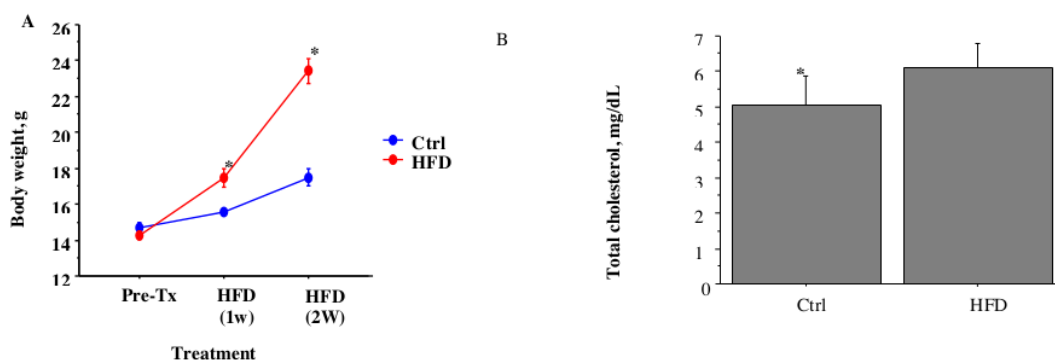 A
Body weight, g
26
24
22
20
18
16
14
12
*
*
Pre-Tx
HFD
(1w)
HFD
(2W)
Treatment
Ctrl
HFD
B
Total cholesterol, mg/dL
7
6
5
4
3
2
1
0
*
Ctrl
HFD